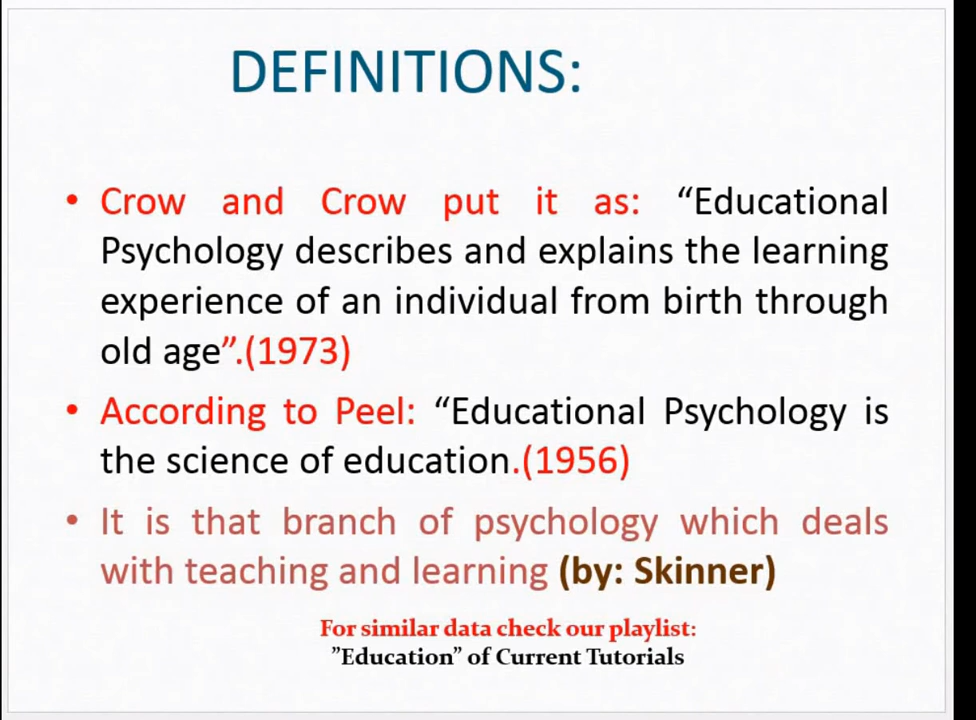 DEFINITIONS:
• Crow and Crow put it as: “Educational
Psychology describes and explains the learning
experience of an individual from birth through
old age”.(1973)
• According to Peel: “Educational Psychology is
the science of education.(1956)
• It is that branch of psychology which deals
with teaching and learning (by: Skinner)
For similar data check our playlist:
”Education” of Current Tutorials